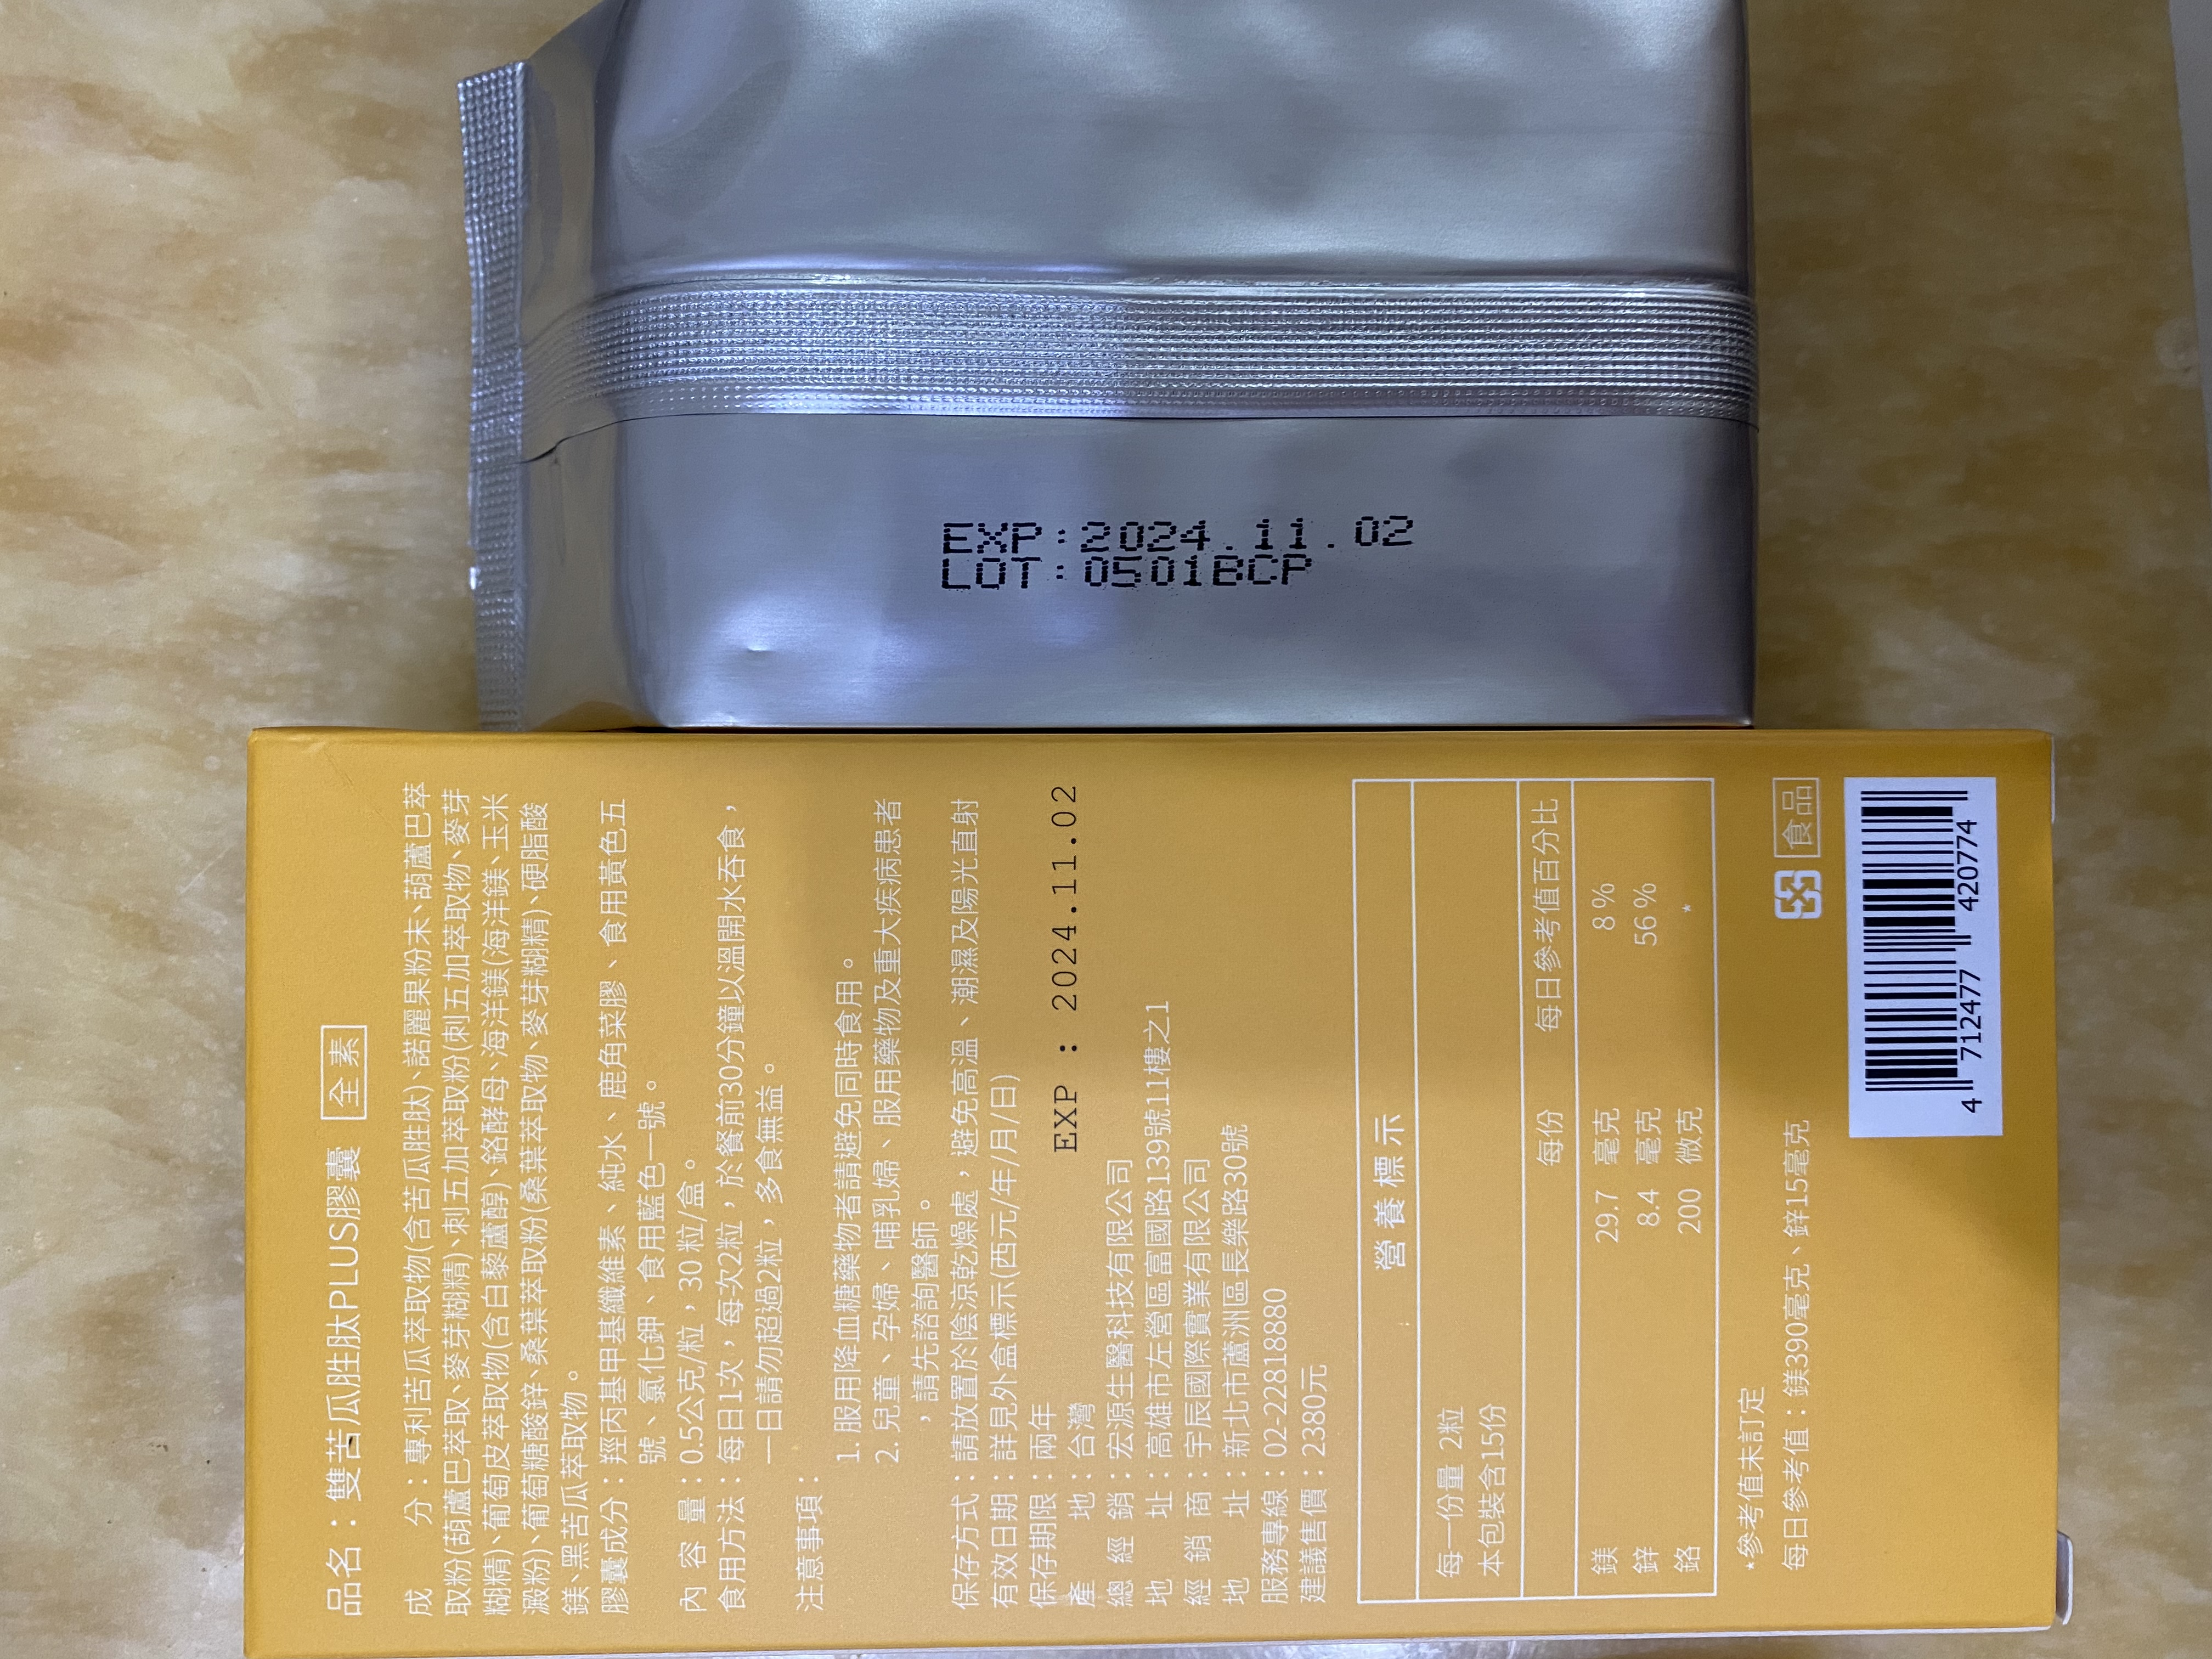 EXP:2024.11.02
LOT:0501BCP
品名：雙苦瓜胜肽PLUS膠囊 全素
成分：專利苦瓜萃取物(含苦瓜胜肽)、諾麗果粉末、葫蘆巴萃
取粉(葫蘆巴萃取、麥芽糊精)、刺五加萃取粉(刺五加萃取物、麥芽
糊精)、葡萄皮萃取物(含白藜蘆醇)、鉻酵母、海洋鎂(海洋鎂、玉米
澱粉)、葡萄糖酸鋅、桑葉萃取粉(桑葉萃取物、麥芽糊精)、硬脂酸
鎂、黑苦瓜萃取物。
膠囊成分：羥丙基甲基纖維素、純水、鹿角菜膠、食用黃色五
號、氯化鉀、食用藍色一號。
內容量：0.5公克/粒，30粒/盒。
食用方法：每日1次，每次2粒，於餐前30分鐘以溫開水吞食，
一日請勿超過2粒，多食無益。
注意事項：
1. 服用降血糖藥物者請避免同時食用。
2. 兒童、孕婦、哺乳婦、服用藥物及重大疾病患者
，請先諮詢醫師。
保存方式：請放置於陰涼乾燥處，避免高溫、潮濕及陽光直射
有效日期：詳見外盒標示(西元/年/月/日)
保存期限：兩年
EXP : 2024.11.02
產地：台灣
總經銷：宏源生醫科技有限公司
地址：高雄市左營區富國路139號11樓之1
經銷商：宇辰國際實業有限公司
地址：新北市蘆洲區長樂路30號
服務專線：02-22818880
建議售價：2380元
營養標示
每一份量 2粒
本包裝含15份
每份 每日參考值百分比
鎂 29.7 毫克 8 %
鋅 8.4 毫克 56 %
鉻 200 微克 *
*參考值未訂定
每日參考值：鎂390毫克、鋅15毫克
食品
4 712477 420774